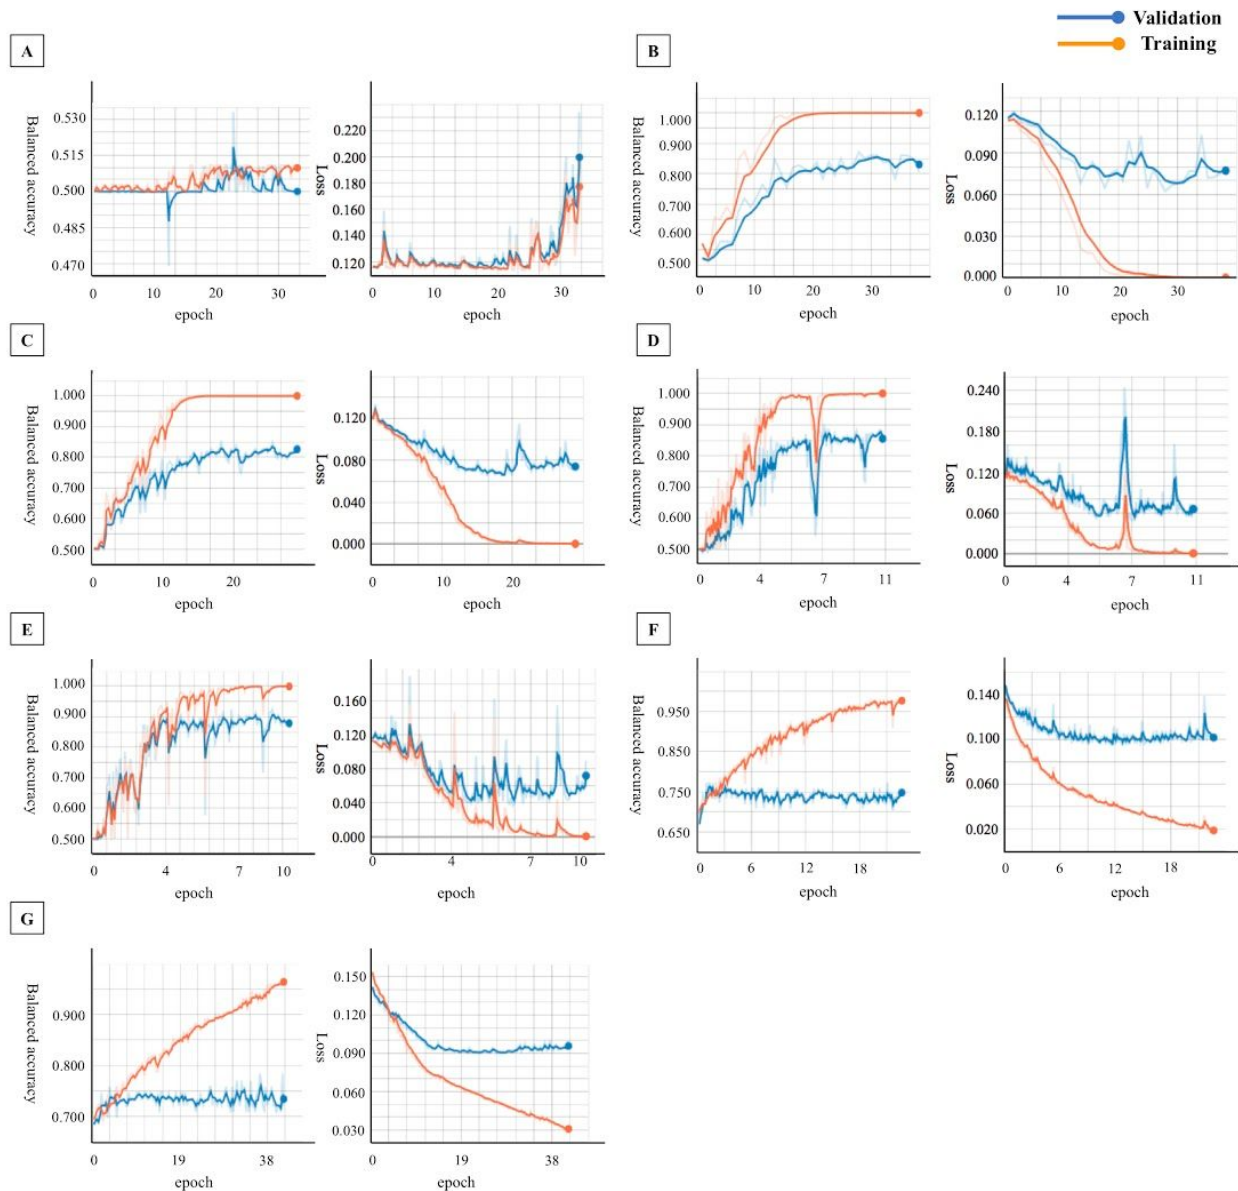 Validation
Training
A
B
Balanced accuracy
0.530
0.515
0.500
0.485
0.470
0 10 20 30
epoch
Loss
0.220
0.200
0.180
0.160
0.140
0.120
0 10 20 30
epoch
Balanced accuracy
1.000
0.900
0.800
0.700
0.600
0.500
0 10 30
epoch
Loss
0.120
0.090
0.060
0.030
0.000
0 10 20 30
epoch
C
D
Balanced accuracy
1.000
0.900
0.800
0.700
0.600
0.500
0 20
epoch
Loss
0.120
0.080
0.040
0.000
20
epoch
Balanced accuracy
1.000
0.900
0.800
0.700
0.600
0.500
0 4 7 11
epoch
Loss
0.240
0.180
0.120
0.060
0.000
0 4 7 11
epoch
E
F
Balanced accuracy
1.000
0.900
0.800
0.700
0.600
0.500
0 4 7 10
epoch
Loss
0.160
0.120
0.080
0.040
0.000
0 4 7 10
epoch
Balanced accuracy
0.950
0.850
0.750
0.650
0 6 12 18
epoch
Loss
0.140
0.100
0.060
0.020
0 6 12 18
epoch
G
Balanced accuracy
0.900
0.800
0.700
0 19 38
epoch
Loss
0.150
0.090
0.060
0.030
0 19 38
epoch